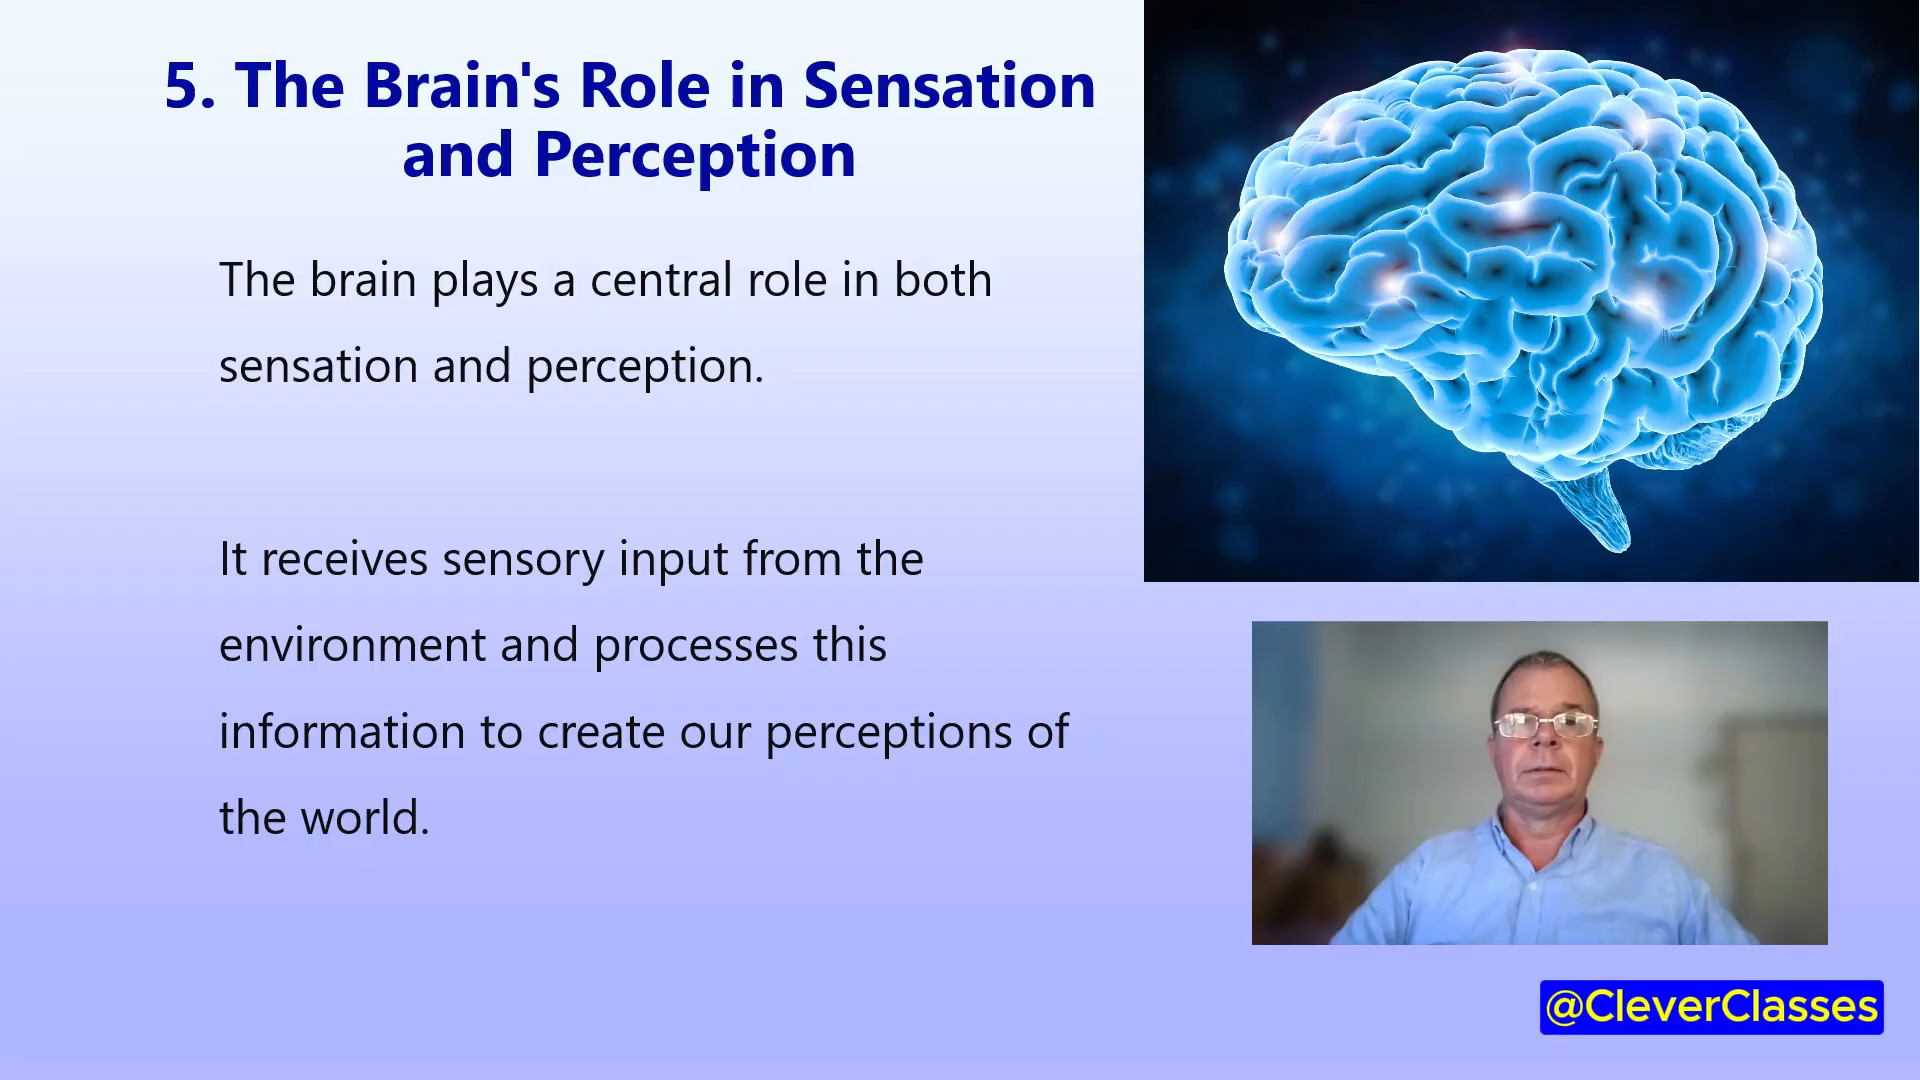 5. The Brain's Role in Sensation
and Perception
The brain plays a central role in both
sensation and perception.
It receives sensory input from the
environment and processes this
information to create our perceptions of
the world.
@CleverClasses